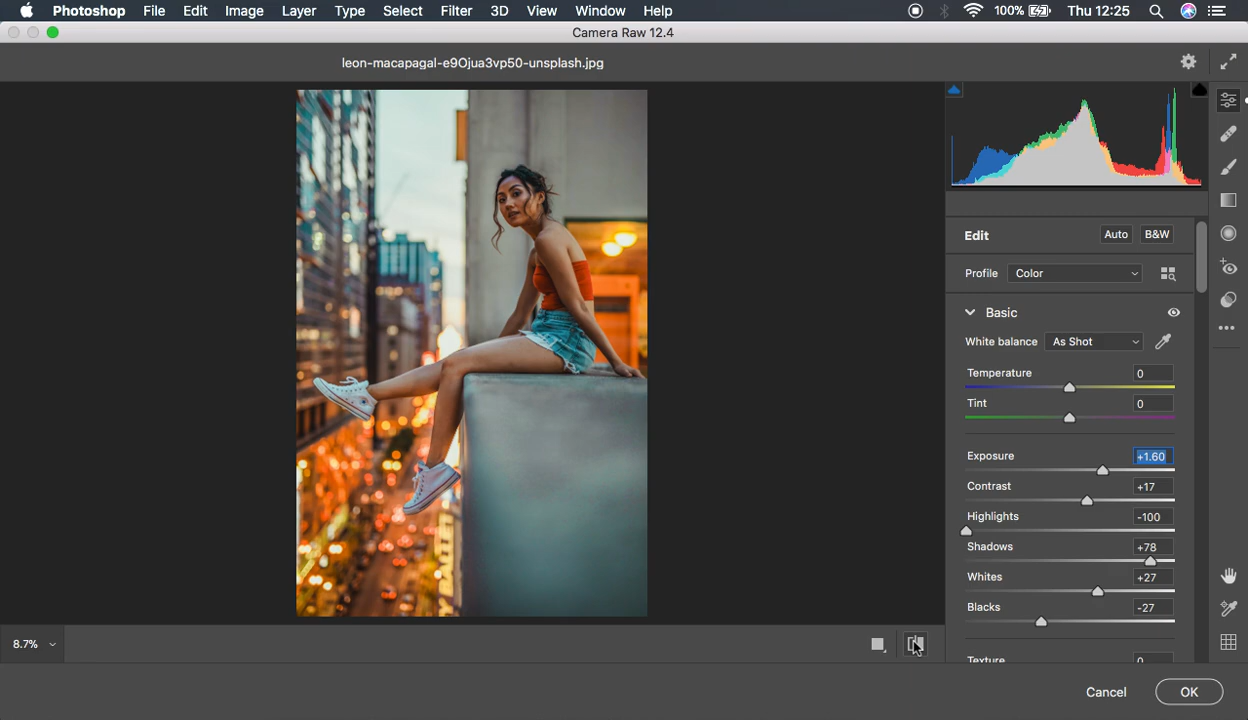 Photoshop File Edit Image Layer Type Select Filter 3D View Window Help 100% Thu 12:25
Camera Raw 12.4
leon-macapagal-e9Ojua3vp50-unsplash.jpg
Edit Auto B&W
Profile Color
Basic
White balance As Shot
Temperature 0
Tint 0
Exposure +1.60
Contrast +17
Highlights -100
Shadows +78
Whites +27
Blacks -27
Texture 0
8.7%
Cancel OK